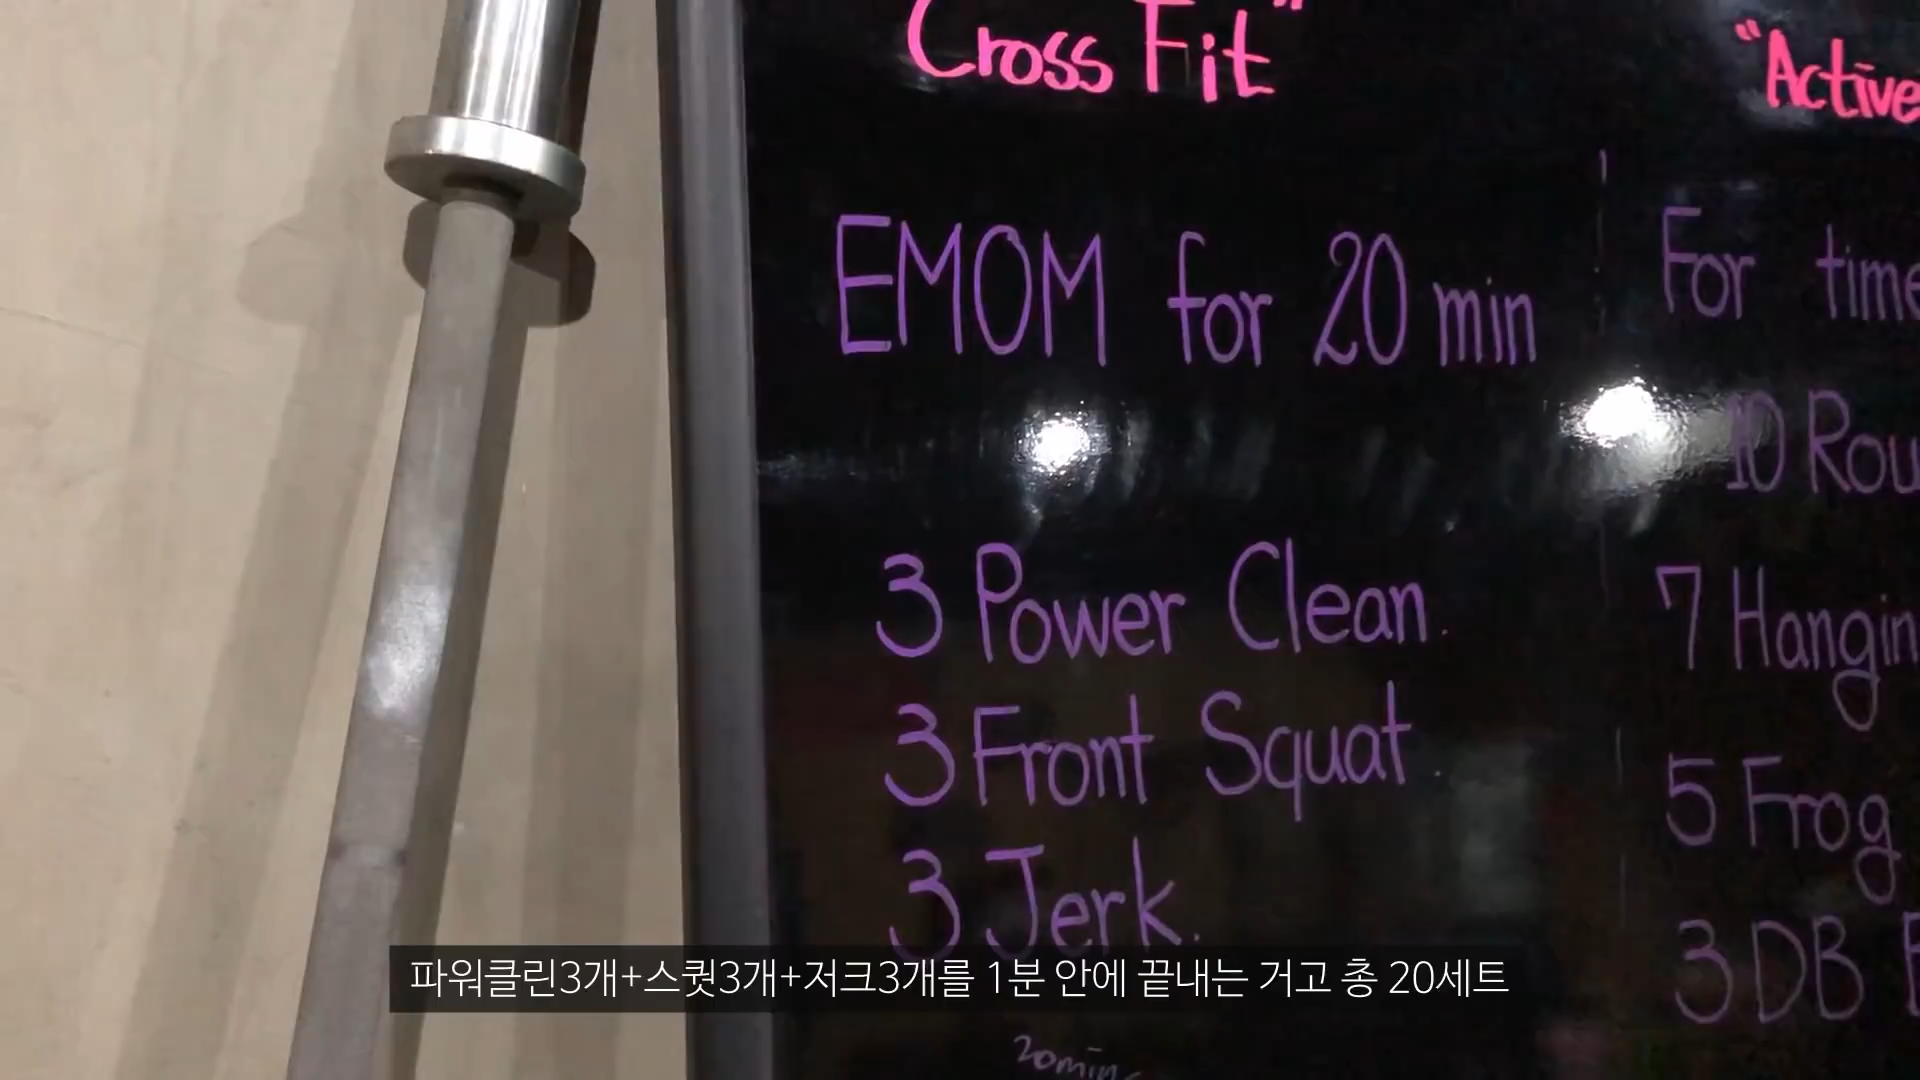 Cross Fit"
EMOM for 20 min
3 Power Clean.
3 Front Squat.
3 Jerk.
20min
"Active
For time
10 Rou
7 Hangin
5 Frog
3 DB
파워클린3개+스큇3개+저크3개를 1분 안에 끝내는 거고 총 20세트